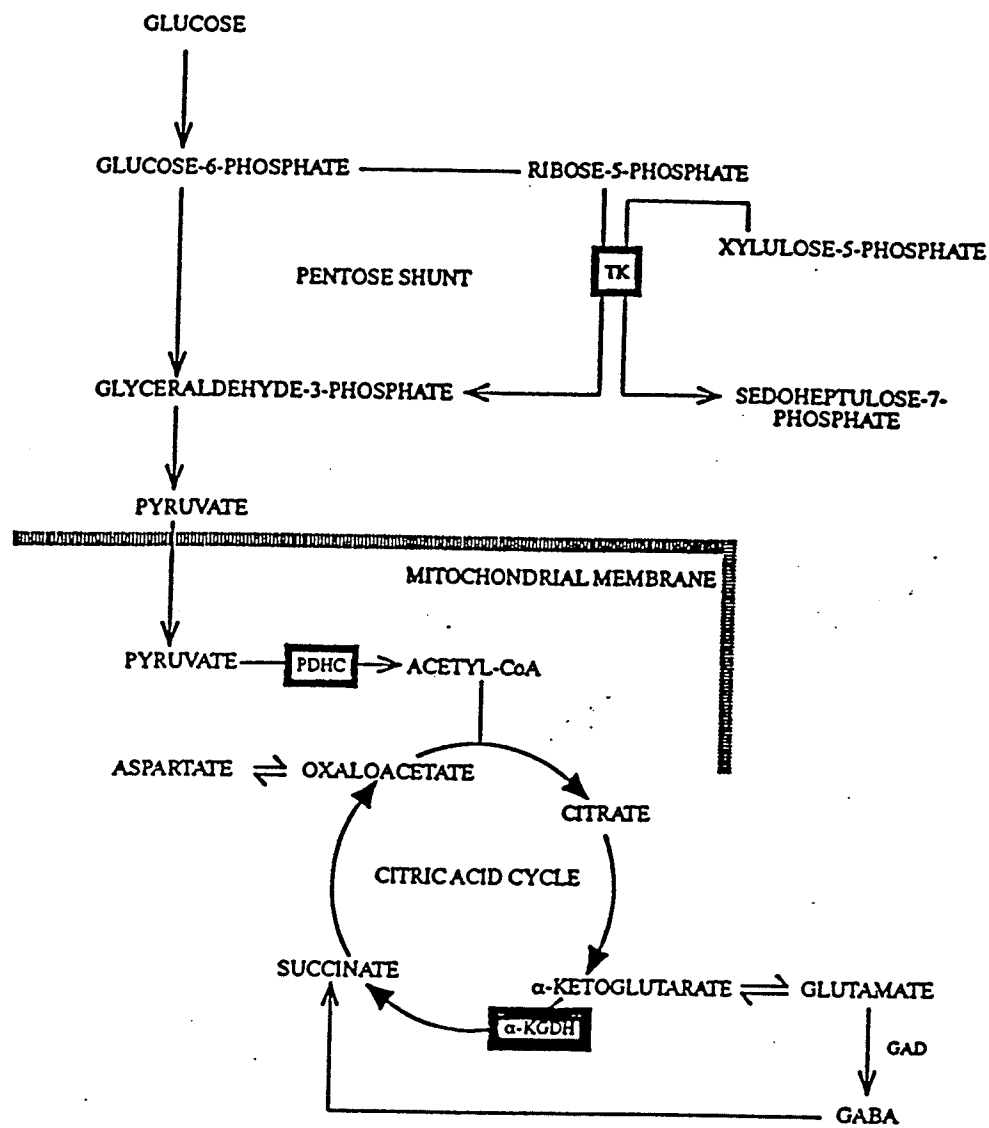 GLUCOSE
GLUCOSE-6-PHOSPHATE
RIBOSE-5-PHOSPHATE
XYLULOSE-5-PHOSPHATE
TK
PENTOSE SHUNT
GLYCERALDEHYDE-3-PHOSPHATE
SEDOHEPTULOSE-7-
PHOSPHATE
PYRUVATE
MITOCHONDRIAL MEMBRANE
PYRUVATE
PDHC
ACETYL-CoA
ASPARTATE
OXALOACETATE
CITRATE
CITRIC ACID CYCLE
SUCCINATE
α-KETOGLUTARATE
GLUTAMATE
α-KGDH
GAD
GABA